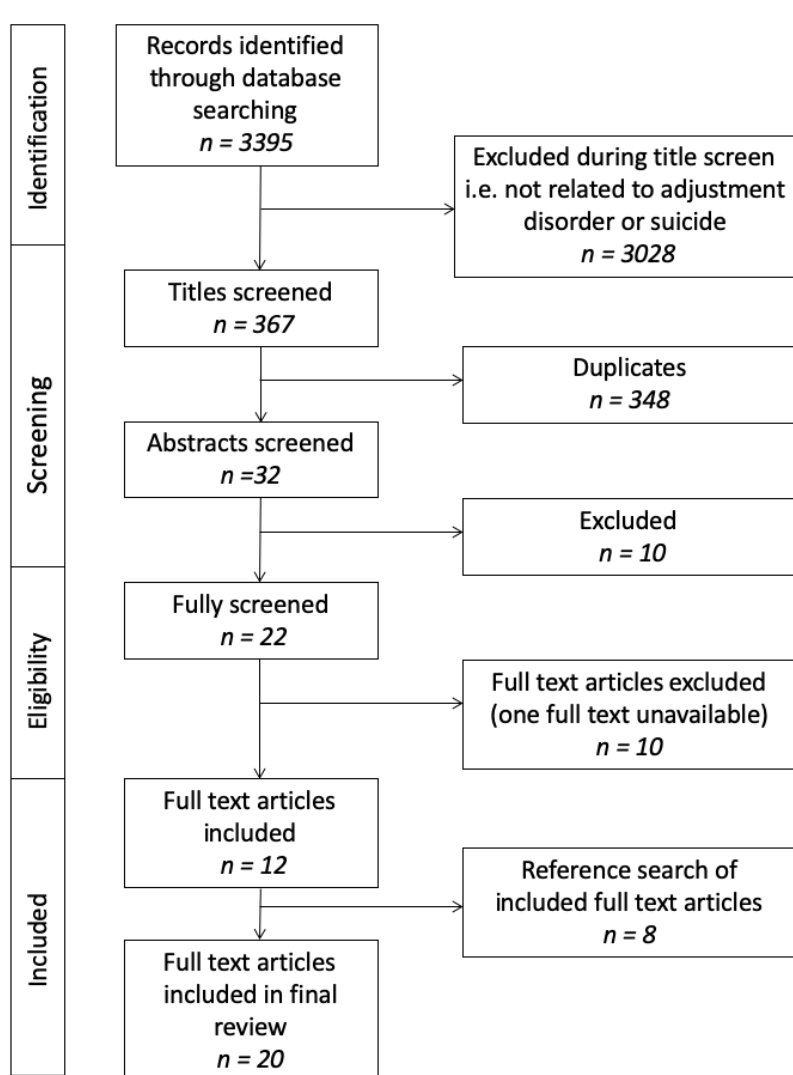 Identification
Records identified
through database
searching
n = 3395
Excluded during title screen
i.e. not related to adjustment
disorder or suicide
n = 3028
Screening
Titles screened
n = 367
Duplicates
n = 348
Abstracts screened
n =32
Excluded
n = 10
Eligibility
Fully screened
n = 22
Full text articles excluded
(one full text unavailable)
n = 10
Included
Full text articles
included
n = 12
Reference search of
included full text articles
n = 8
Full text articles
included in final
review
n = 20